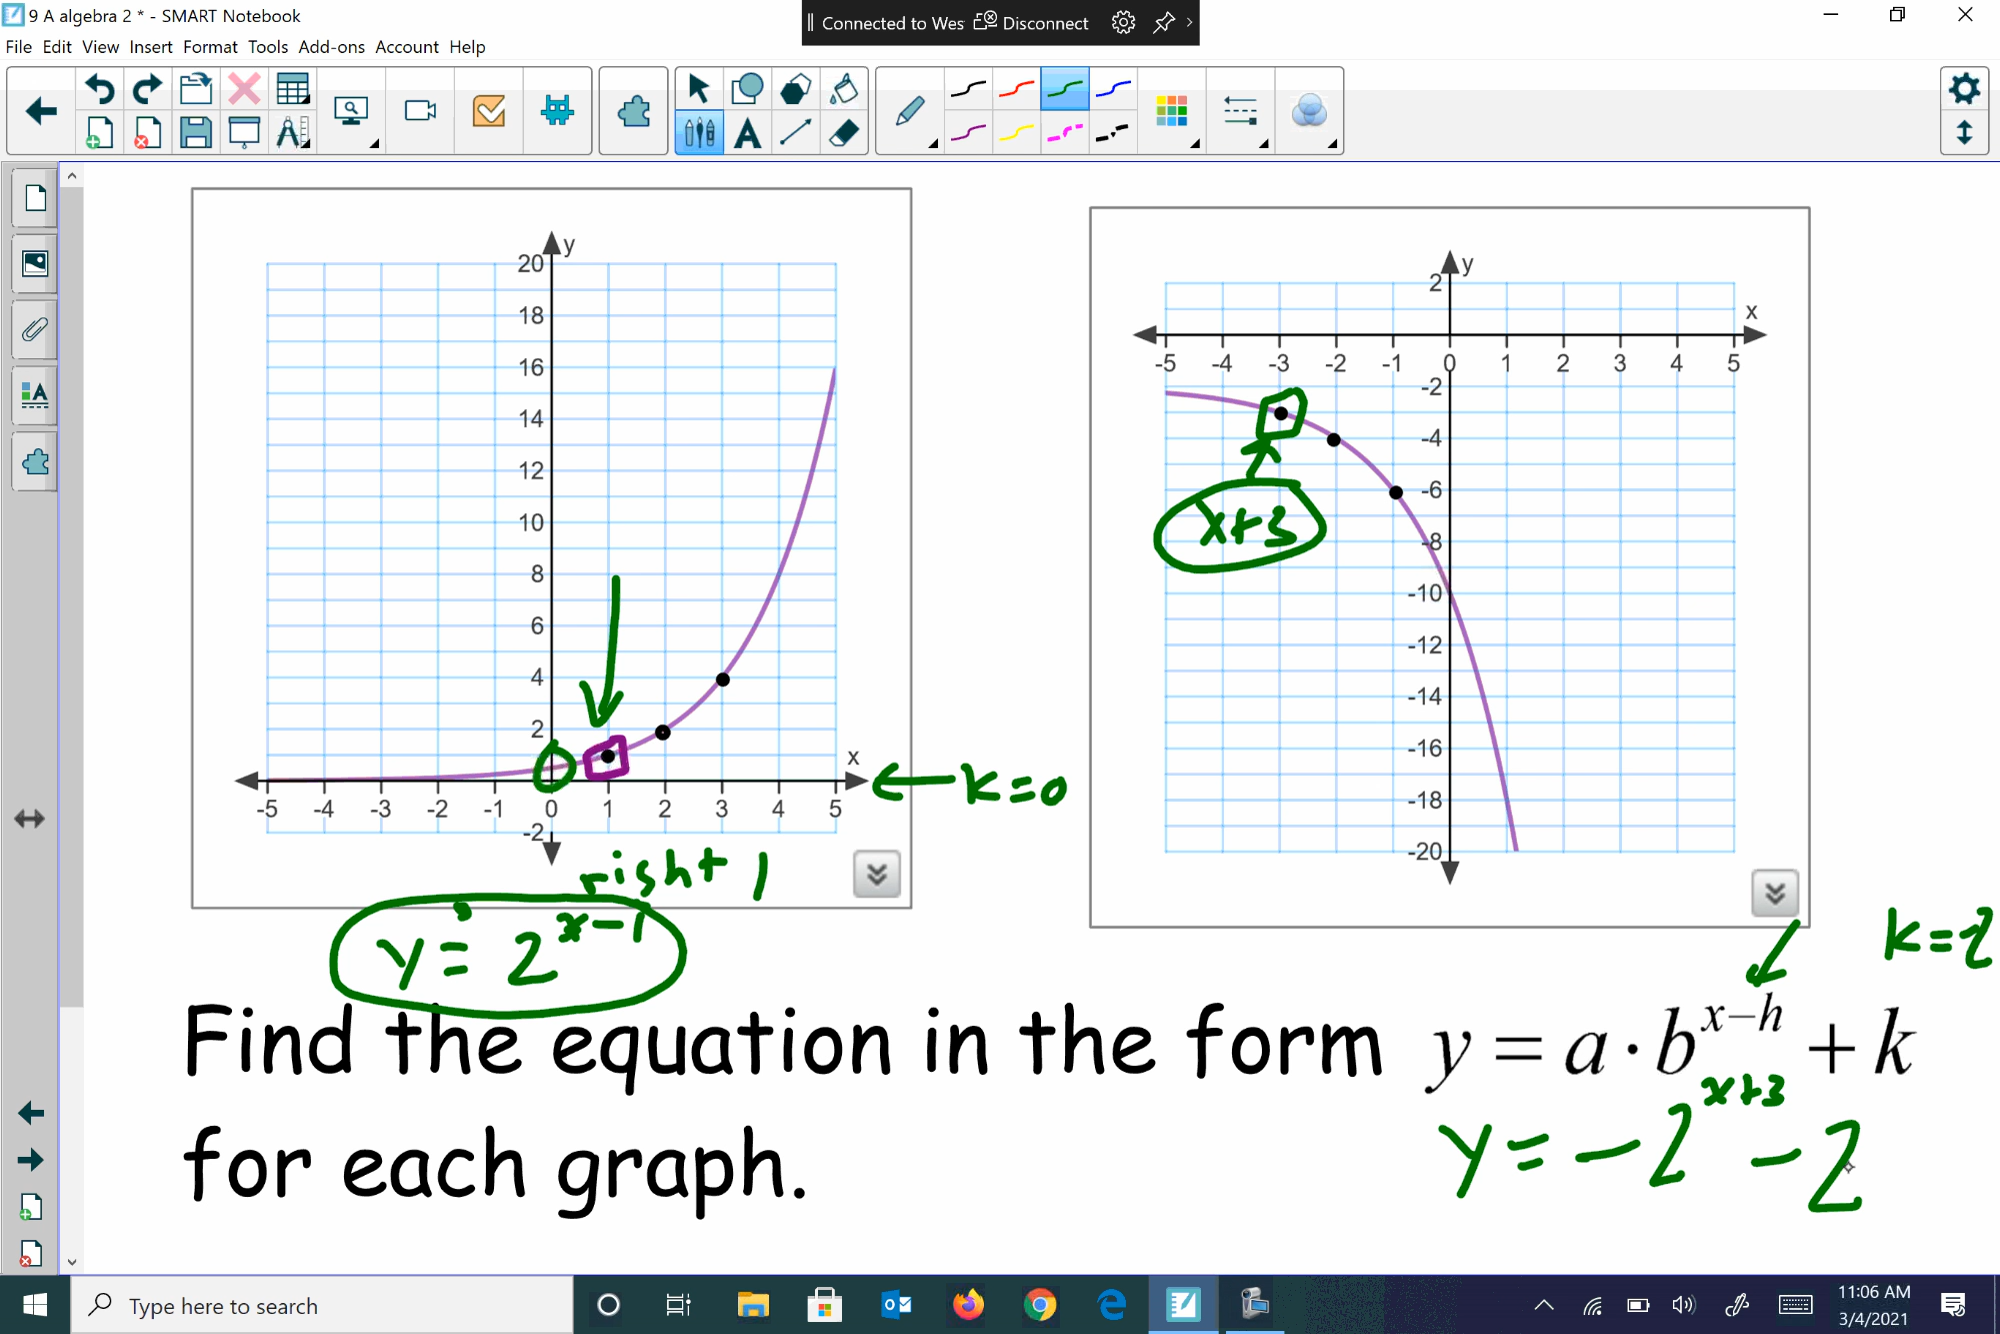 9 A algebra 2 * - SMART Notebook
Connected to Wes Disconnect
File Edit View Insert Format Tools Add-ons Account Help
y
20
18
16
14
12
10
8
6
4
2
x
-5 -4 -3 -2 -1 0 1 2 3 4 5
-2
k=0
right 1
y = 2^{x-1}
y
2
x
-5 -4 -3 -2 -1 0 1 2 3 4 5
-2
-4
-6
x+3
-8
-10
-12
-14
-16
-18
-20
k=2
Find the equation in the form y = a · b^{x-h} + k
for each graph.
y = -2^{x+3} - 2
Type here to search
11:06 AM
3/4/2021